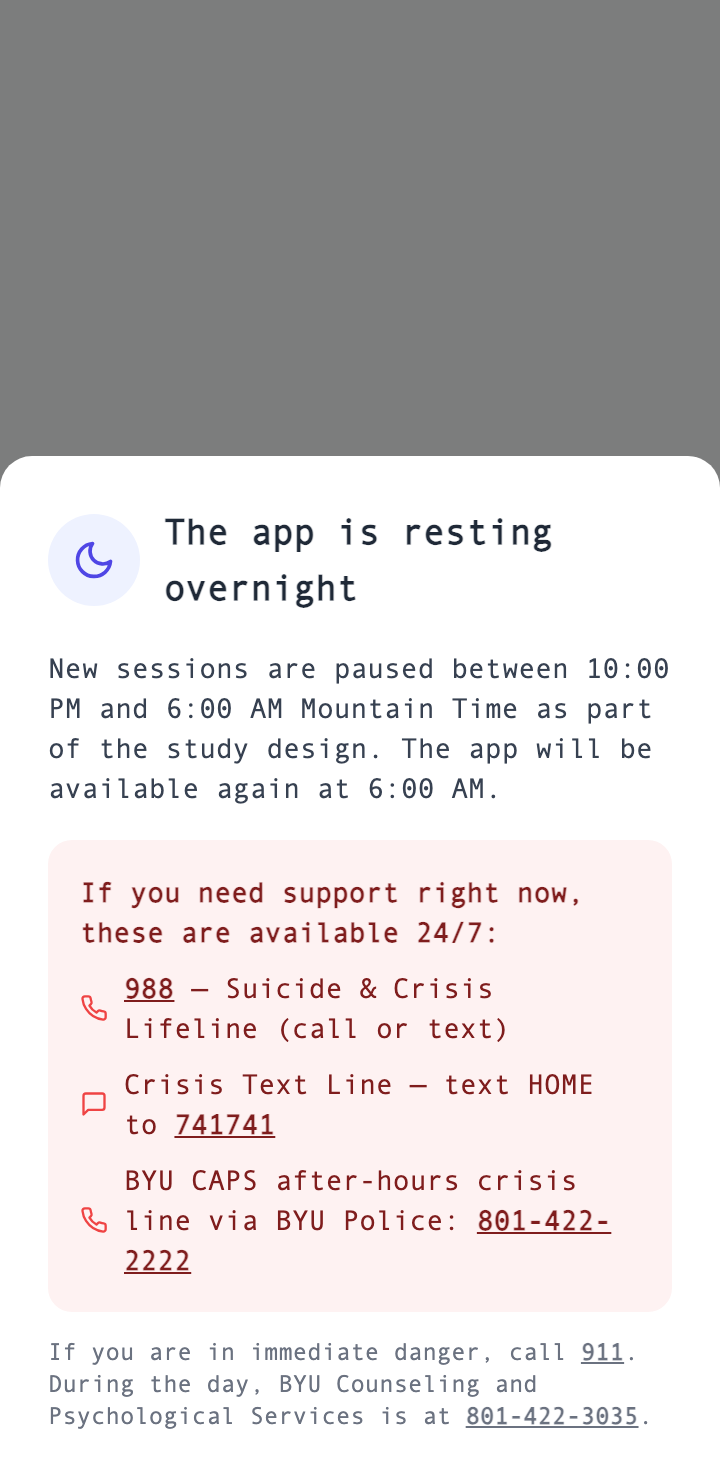 The app is resting
overnight
New sessions are paused between 10:00
PM and 6:00 AM Mountain Time as part
of the study design. The app will be
available again at 6:00 AM.
If you need support right now,
these are available 24/7:
988 — Suicide & Crisis
Lifeline (call or text)
Crisis Text Line — text HOME
to 741741
BYU CAPS after-hours crisis
line via BYU Police: 801-422-
2222
If you are in immediate danger, call 911.
During the day, BYU Counseling and
Psychological Services is at 801-422-3035.